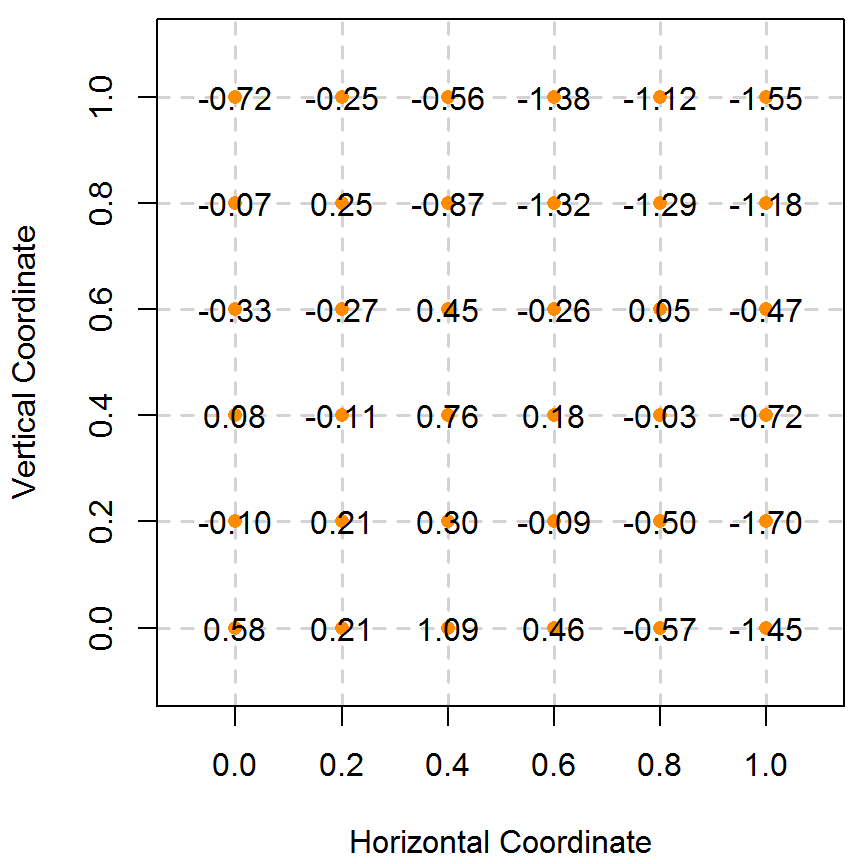 1.0 -0.72 -0.25 -0.56 -1.38 -1.12 -1.55
0.8 -0.07 0.25 -0.87 -1.32 -1.29 -1.18
0.6 -0.33 -0.27 0.45 -0.26 0.05 -0.47
0.4 0.08 -0.11 0.76 0.18 -0.03 -0.72
0.2 -0.10 0.21 0.30 -0.09 -0.50 -1.70
0.0 0.58 0.21 1.09 0.46 -0.57 -1.45
Vertical Coordinate
0.0 0.2 0.4 0.6 0.8 1.0
Horizontal Coordinate